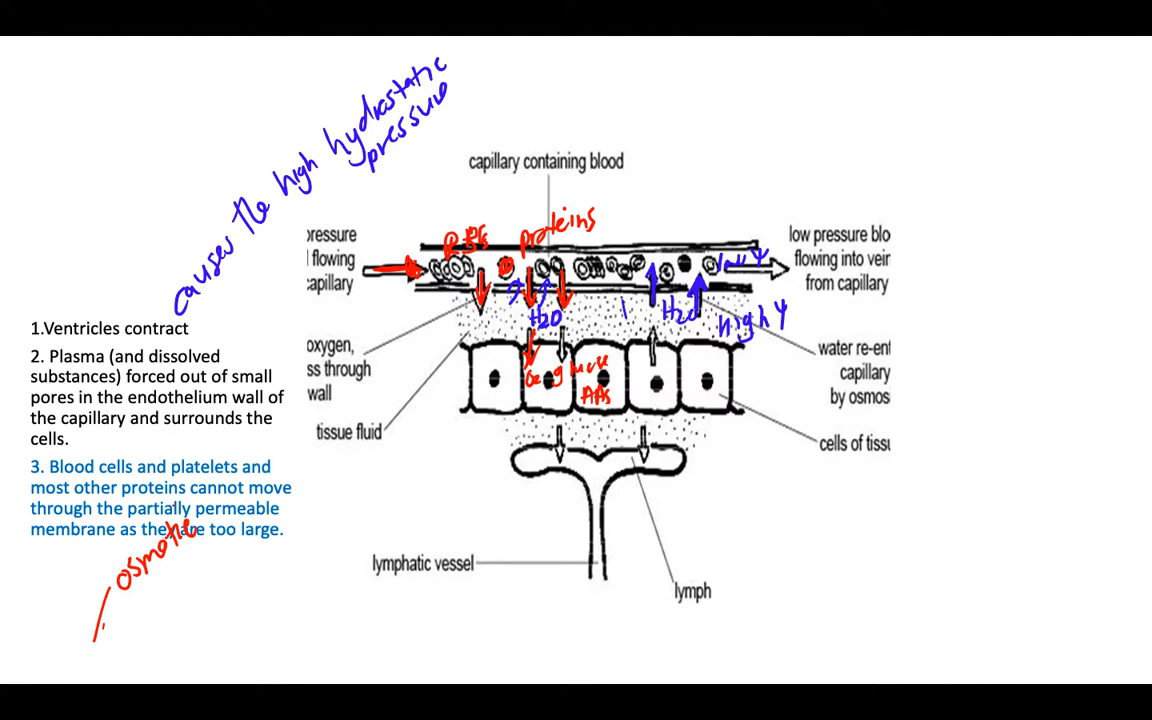 causes the high hydrostatic
pressure
capillary containing blood
proteins
pressure
flowing
capillary
low pressure blo
flowing into vein
from capillary
low Ψ
H2O
H2O
high Ψ
1.Ventricles contract
2. Plasma (and dissolved
substances) forced out of small
pores in the endothelium wall of
the capillary and surrounds the
cells.
3. Blood cells and platelets and
most other proteins cannot move
through the partially permeable
membrane as they are too large.
osmotic
oxygen,
ss through
wall
AAs
water re-ent
capillary
by osmos
tissue fluid
cells of tissu
lymphatic vessel
lymph